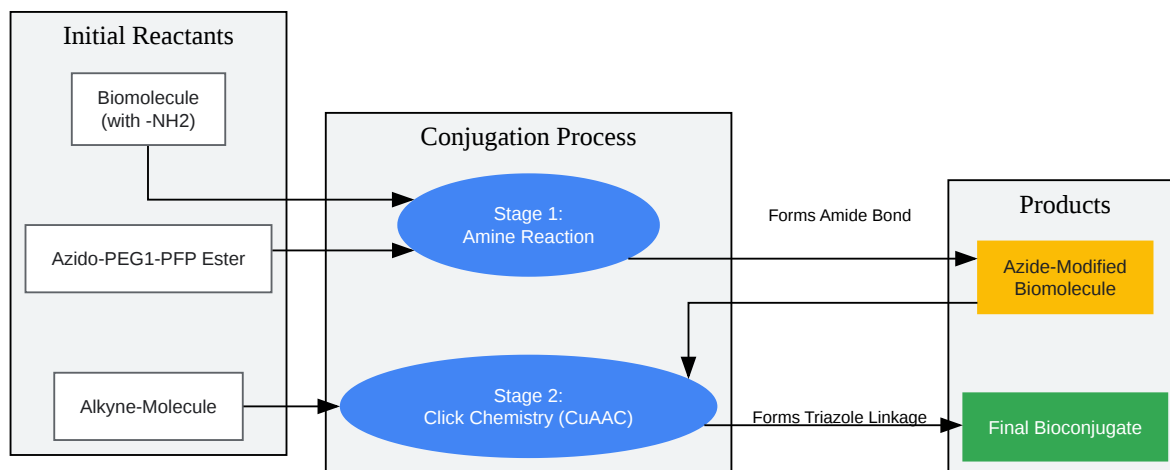 Initial Reactants
Biomolecule
(with -NH2)
Azido-PEG1-PFP Ester
Alkyne-Molecule
Conjugation Process
Stage 1:
Amine Reaction
Stage 2:
Click Chemistry (CuAAC)
Forms Amide Bond
Forms Triazole Linkage
Products
Azide-Modified
Biomolecule
Final Bioconjugate